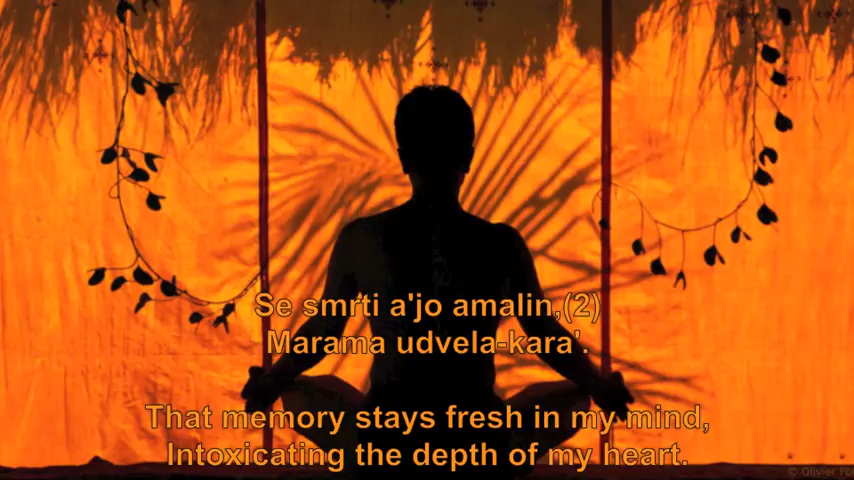 Se smrti a'jo amalin,(2)
Marama udvela-kara'.
That memory stays fresh in my mind,
Intoxicating the depth of my heart.
© Olivier